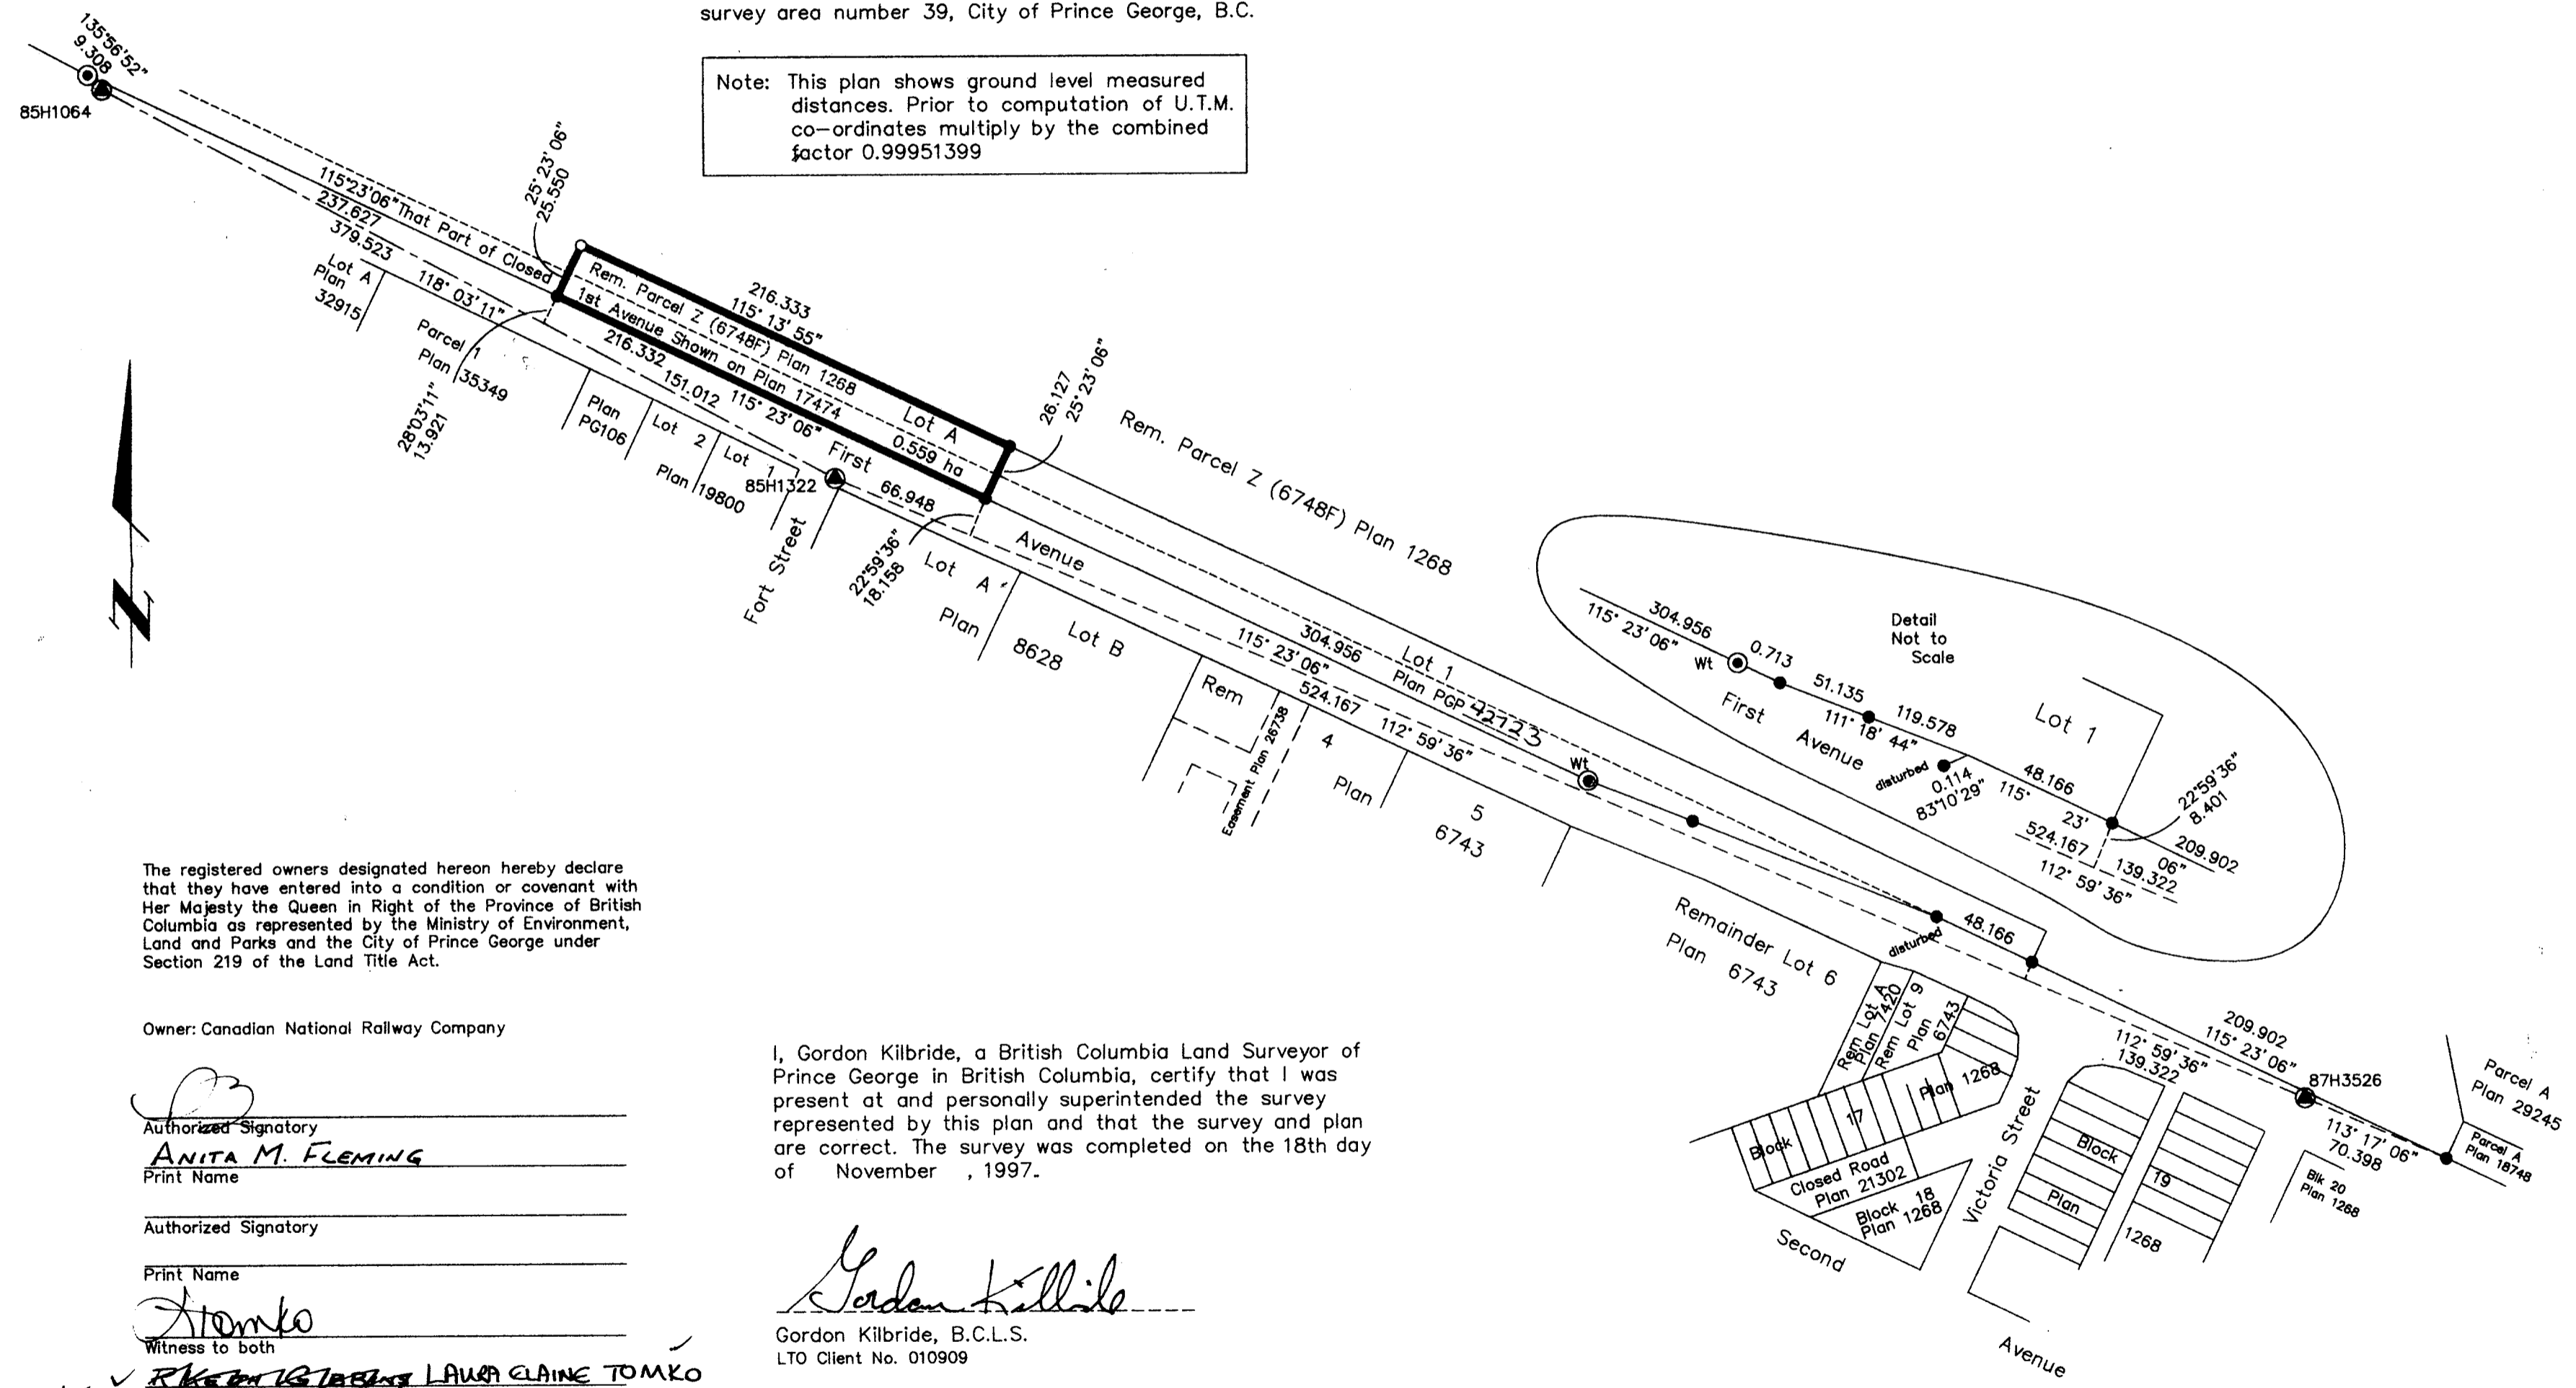 survey area number 39, City of Prince George, B.C.
Note: This plan shows ground level measured
distances. Prior to computation of U.T.M.
co-ordinates multiply by the combined
factor 0.99951399
135°56'52"
9.308
85H1064
115°23'06"
237.627
379.523
118° 03'11"
That Part of Closed
25° 23' 06"
25.550
Lot A
Plan
32915
Parcel 1
Plan 35349
28°03'11"
13.921
216.333
115° 13' 55"
Rem. Parcel Z (6748F) Plan 1268
1st Avenue Shown on Plan 17474
Lot A
0.559 ha
216.332
151.012
115° 23' 06"
First
26.127
25° 23' 06"
Plan
PG106
Lot 2
Lot 1
Plan 19800
85H1322
66.948
Fort Street
22°59'36"
18.158
Avenue
Rem. Parcel Z (6748F) Plan 1268
Lot A
Plan
8628
Lot B
Rem
Easement Plan 26738
115° 23' 06"
304.956
524.167
112° 59' 36"
Lot 1
Plan PGP 42723
Wt
4
Plan
5
6743
Remainder Lot 6
Plan 6743
disturbed
48.166
Detail
Not to
Scale
304.956
115° 23' 06"
Wt
0.713
51.135
111° 18' 44"
119.578
First
Avenue
Lot 1
disturbed
0.114
83°10'29"
48.166
115°
23'
06"
524.167
139.322
112° 59' 36"
22°59'36"
8.401
209.902
Rem Lot A
Plan 7420
Rem Lot 9
Plan
6743
Plan 1268
Block
17
Closed Road
Plan 21302
Block 18
Plan 1268
Second
Victoria Street
Block
Plan
19
1268
Avenue
209.902
115° 23' 06"
112° 59' 36"
139.322
87H3526
113° 17' 06"
70.398
Blk 20
Plan 1268
Parcel A
Plan 29245
Parcel A
Plan 18748
N
The registered owners designated hereon hereby declare
that they have entered into a condition or covenant with
Her Majesty the Queen in Right of the Province of British
Columbia as represented by the Ministry of Environment,
Land and Parks and the City of Prince George under
Section 219 of the Land Title Act.
Owner: Canadian National Railway Company
Authorized Signatory
ANITA M. FLEMING
Print Name
Authorized Signatory
Print Name
Tomko
Witness to both
LAURA ELAINE TOMKO
I, Gordon Kilbride, a British Columbia Land Surveyor of
Prince George in British Columbia, certify that I was
present at and personally superintended the survey
represented by this plan and that the survey and plan
are correct. The survey was completed on the 18th day
of November , 1997.
Gordon Kilbride
Gordon Kilbride, B.C.L.S.
LTO Client No. 010909